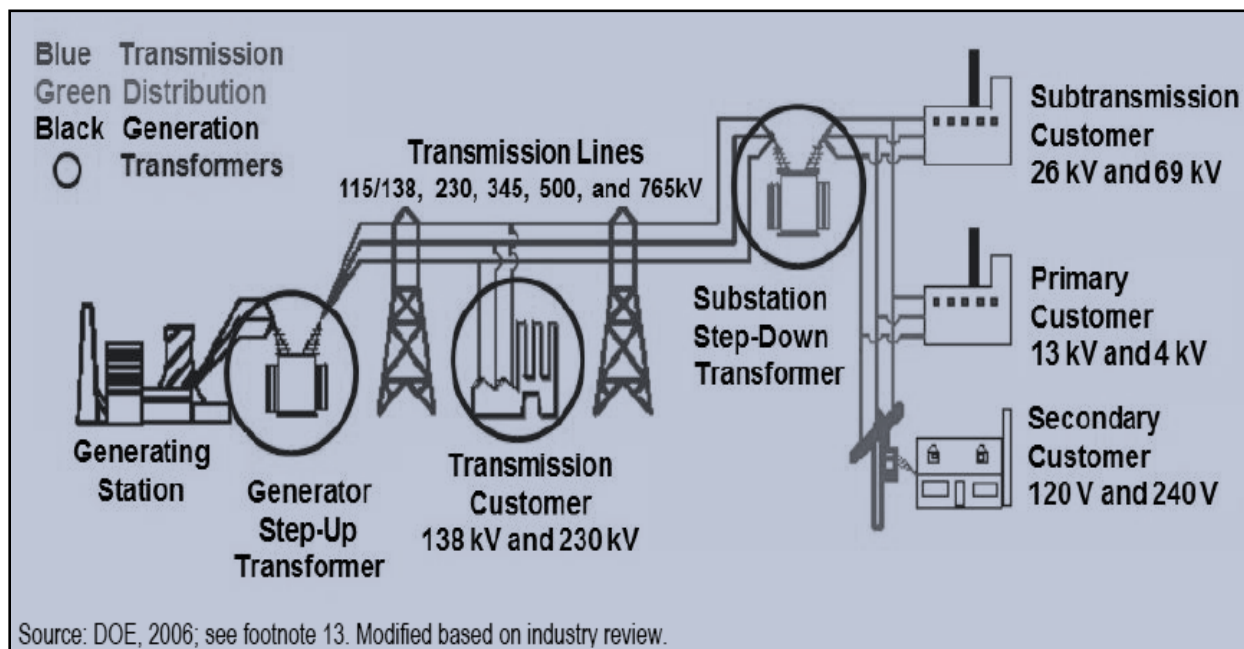 Blue Transmission
Green Distribution
Black Generation
Transformers
Transmission Lines
115/138, 230, 345, 500, and 765kV
Subtransmission
Customer
26 kV and 69 kV
Generating
Station
Generator
Step-Up
Transformer
Transmission
Customer
138 kV and 230 kV
Substation
Step-Down
Transformer
Primary
Customer
13 kV and 4 kV
Secondary
Customer
120 V and 240 V
Source: DOE, 2006; see footnote 13. Modified based on industry review.